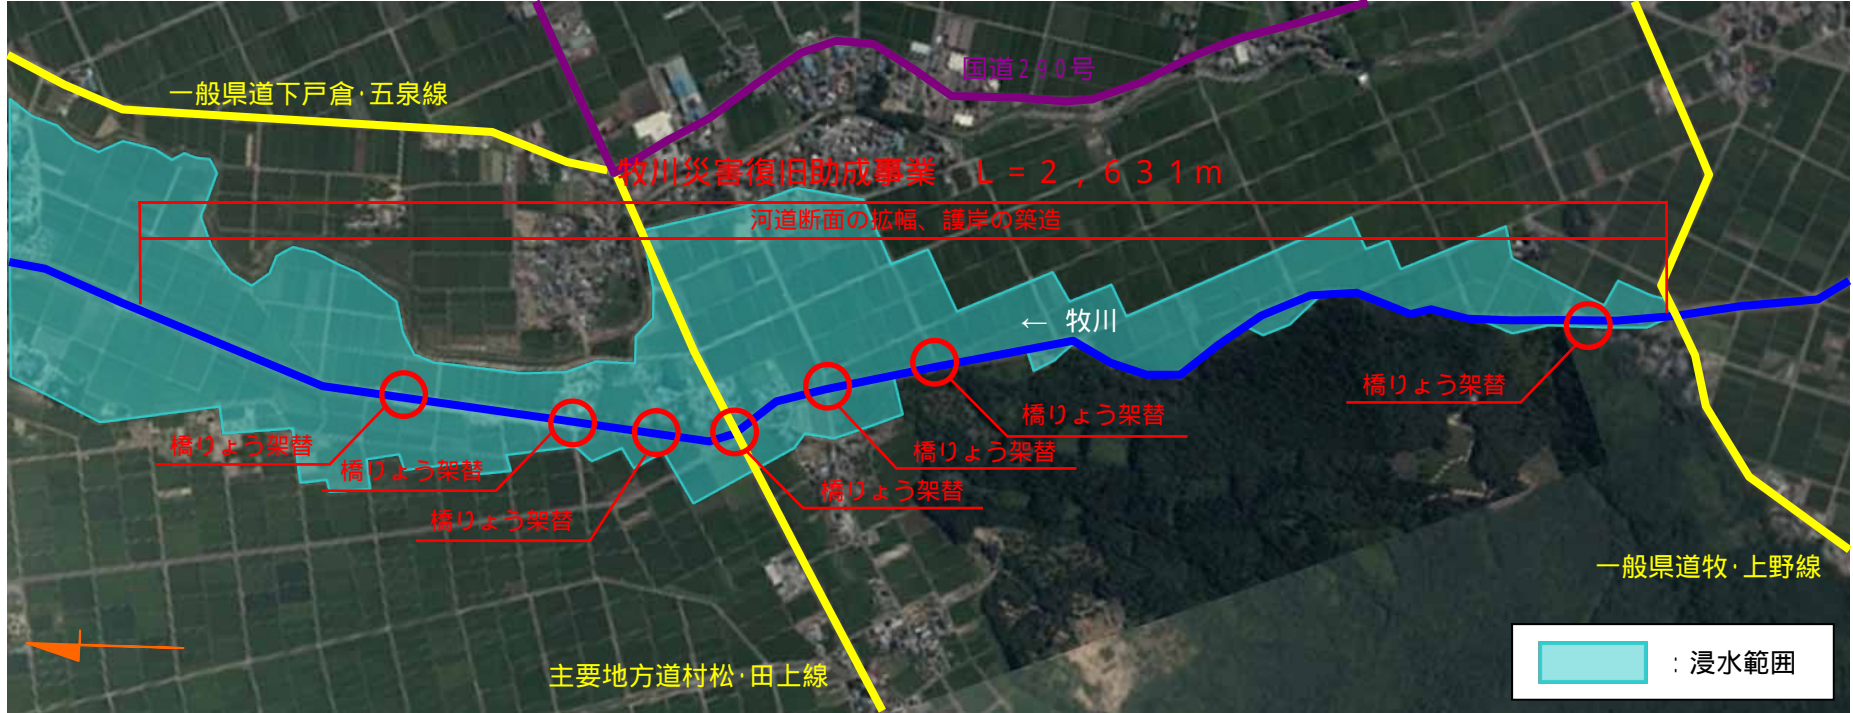 国道290号
一般県道下戸倉·五泉線
牧川災害復旧助成事業　L=2,631m
河道断面の拡幅、護岸の築造
← 牧川
橋りょう架替
橋りょう架替
橋りょう架替
橋りょう架替
橋りょう架替
橋りょう架替
橋りょう架替
一般県道牧·上野線
主要地方道村松·田上線
：浸水範囲